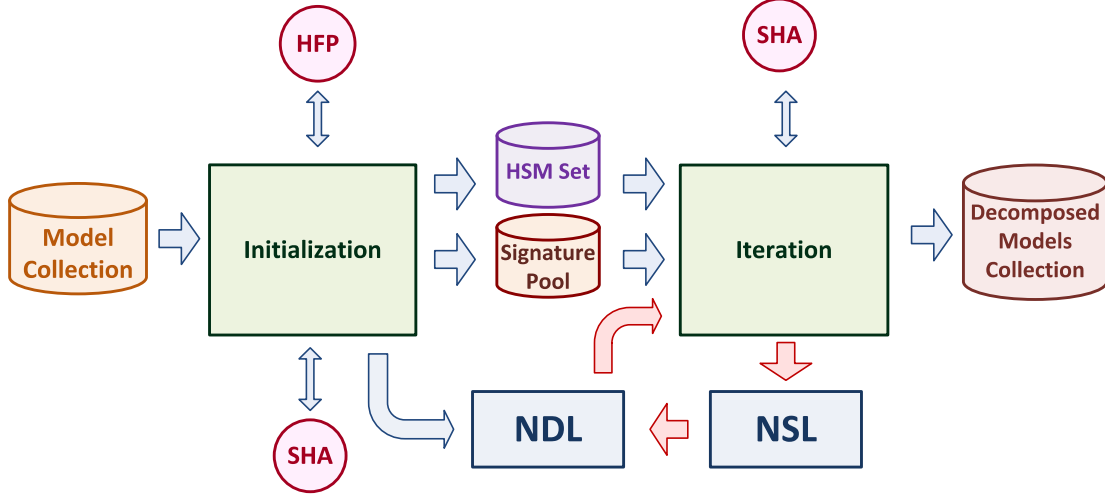 HFP
SHA
HSM Set
Model
Collection
Initialization
Signature
Pool
Iteration
Decomposed
Models
Collection
SHA
NDL
NSL